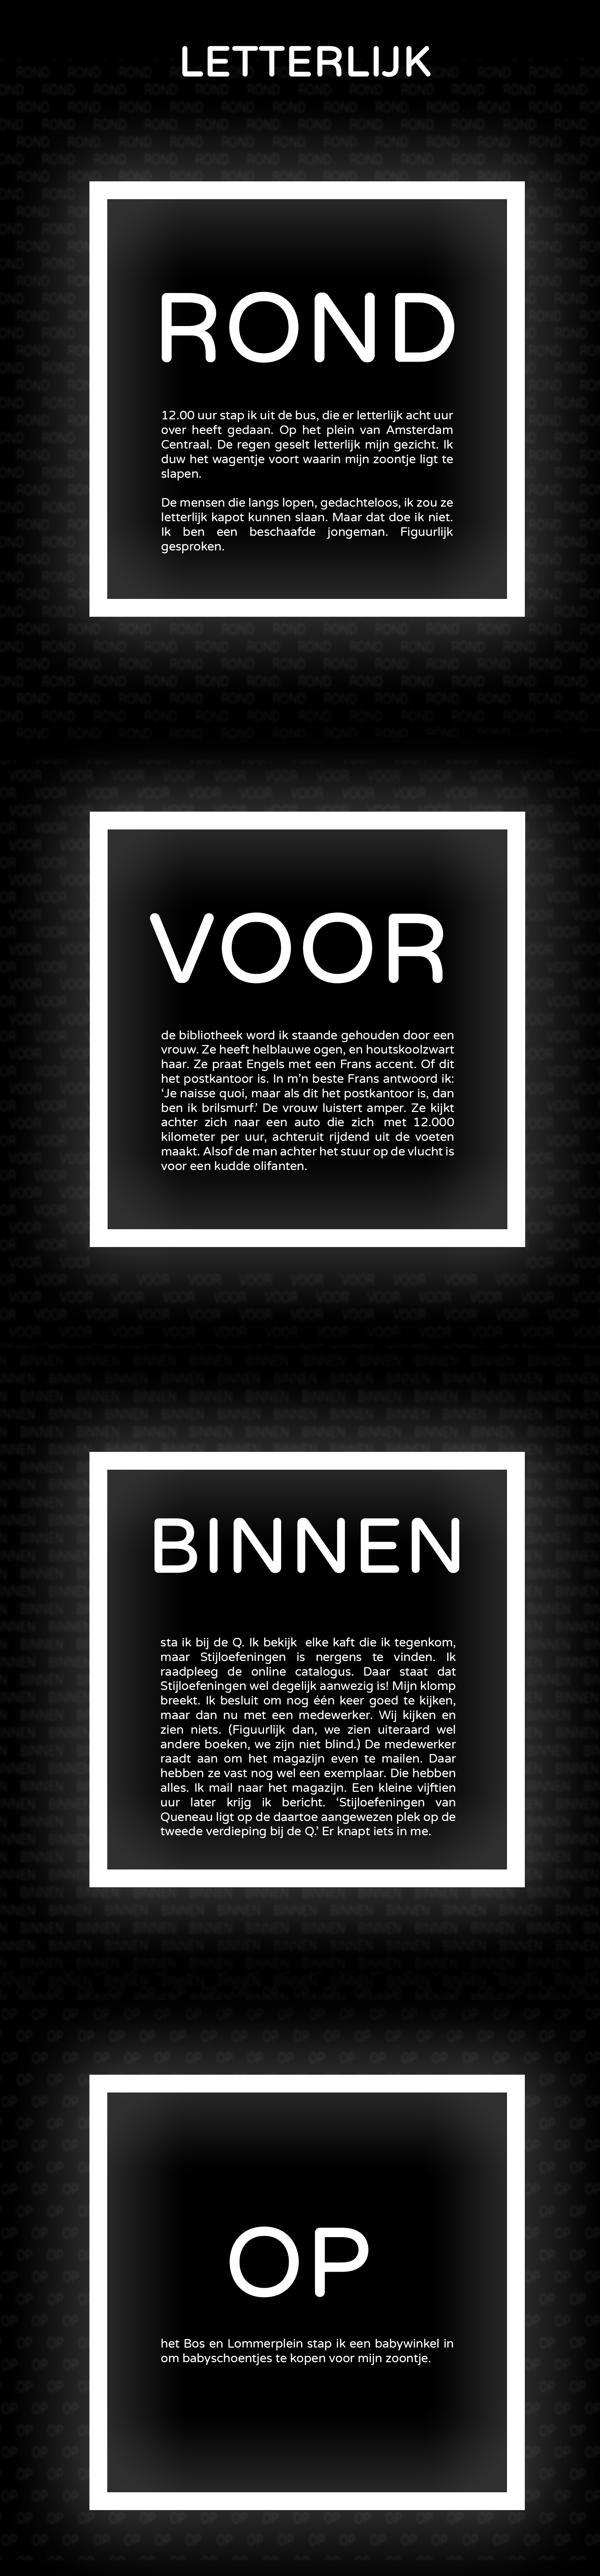 LETTERLIJK
ROND
12.00 uur stap ik uit de bus, die er letterlijk acht uur
over heeft gedaan. Op het plein van Amsterdam
Centraal. De regen geselt letterlijk mijn gezicht. Ik
duw het wagentje voort waarin mijn zoontje ligt te
slapen.
De mensen die langs lopen, gedachteloos, ik zou ze
letterlijk kapot kunnen slaan. Maar dat doe ik niet.
Ik ben een beschaafde jongeman. Figuurlijk
gesproken.
VOOR
de bibliotheek word ik staande gehouden door een
vrouw. Ze heeft helblauwe ogen, en houtskoolzwart
haar. Ze praat Engels met een Frans accent. Of dit
het postkantoor is. In m’n beste Frans antwoord ik:
‘Je naisse quoi, maar als dit het postkantoor is, dan
ben ik brilsmurf.’ De vrouw luistert amper. Ze kijkt
achter zich naar een auto die zich met 12.000
kilometer per uur, achteruit rijdend uit de voeten
maakt. Alsof de man achter het stuur op de vlucht is
voor een kudde olifanten.
BINNEN
sta ik bij de Q. Ik bekijk elke kaft die ik tegenkom,
maar Stijloefeningen is nergens te vinden. Ik
raadpleeg de online catalogus. Daar staat dat
Stijloefeningen wel degelijk aanwezig is! Mijn klomp
breekt. Ik besluit om nog één keer goed te kijken,
maar dan nu met een medewerker. Wij kijken en
zien niets. (Figuurlijk dan, we zien uiteraard wel
andere boeken, we zijn niet blind.) De medewerker
raadt aan om het magazijn even te mailen. Daar
hebben ze vast nog wel een exemplaar. Die hebben
alles. Ik mail naar het magazijn. Een kleine vijftien
uur later krijg ik bericht. ‘Stijloefeningen van
Queneau ligt op de daartoe aangewezen plek op de
tweede verdieping bij de Q.’ Er knapt iets in me.
OP
het Bos en Lommerplein stap ik een babywinkel in
om babyschoentjes te kopen voor mijn zoontje.